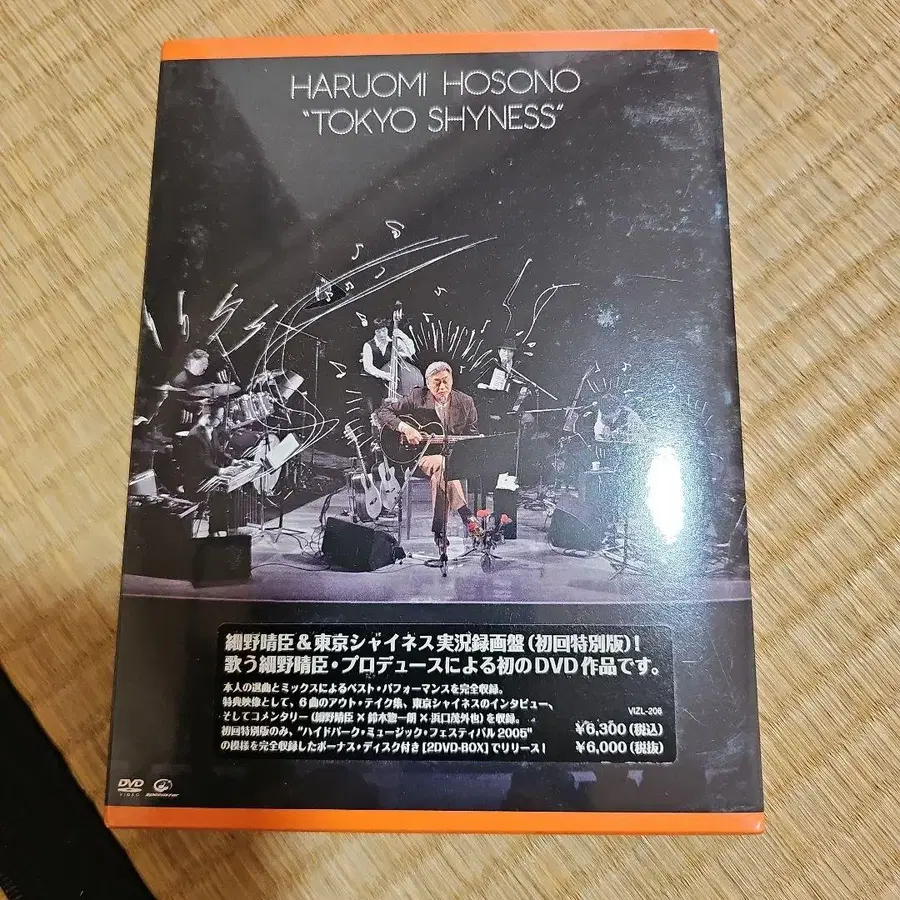 HARUOMI HOSONO
"TOKYO SHYNESS"
細野晴臣&東京シャイネス実況録画盤(初回特別版)!
歌う細野晴臣・プロデュースによる初のDVD作品です。
本人の選曲とミックスによるベスト・パフォーマンスを完全収録。
特典映像として、6曲のアウト・テイク集、東京シャイネスのインタビュー、
そしてコメンタリー(細野晴臣×鈴木惣一朗×浜口茂外也)を収録。
初回特別版のみ、"ハイドパーク・ミュージック・フェスティバル 2005"
の模様を完全収録したボーナス・ディスク付き[2DVD-BOX]でリリース!
VIZL-206
¥6,300(税込)
¥6,000(税抜)
DVD
VIDEO
speedstar